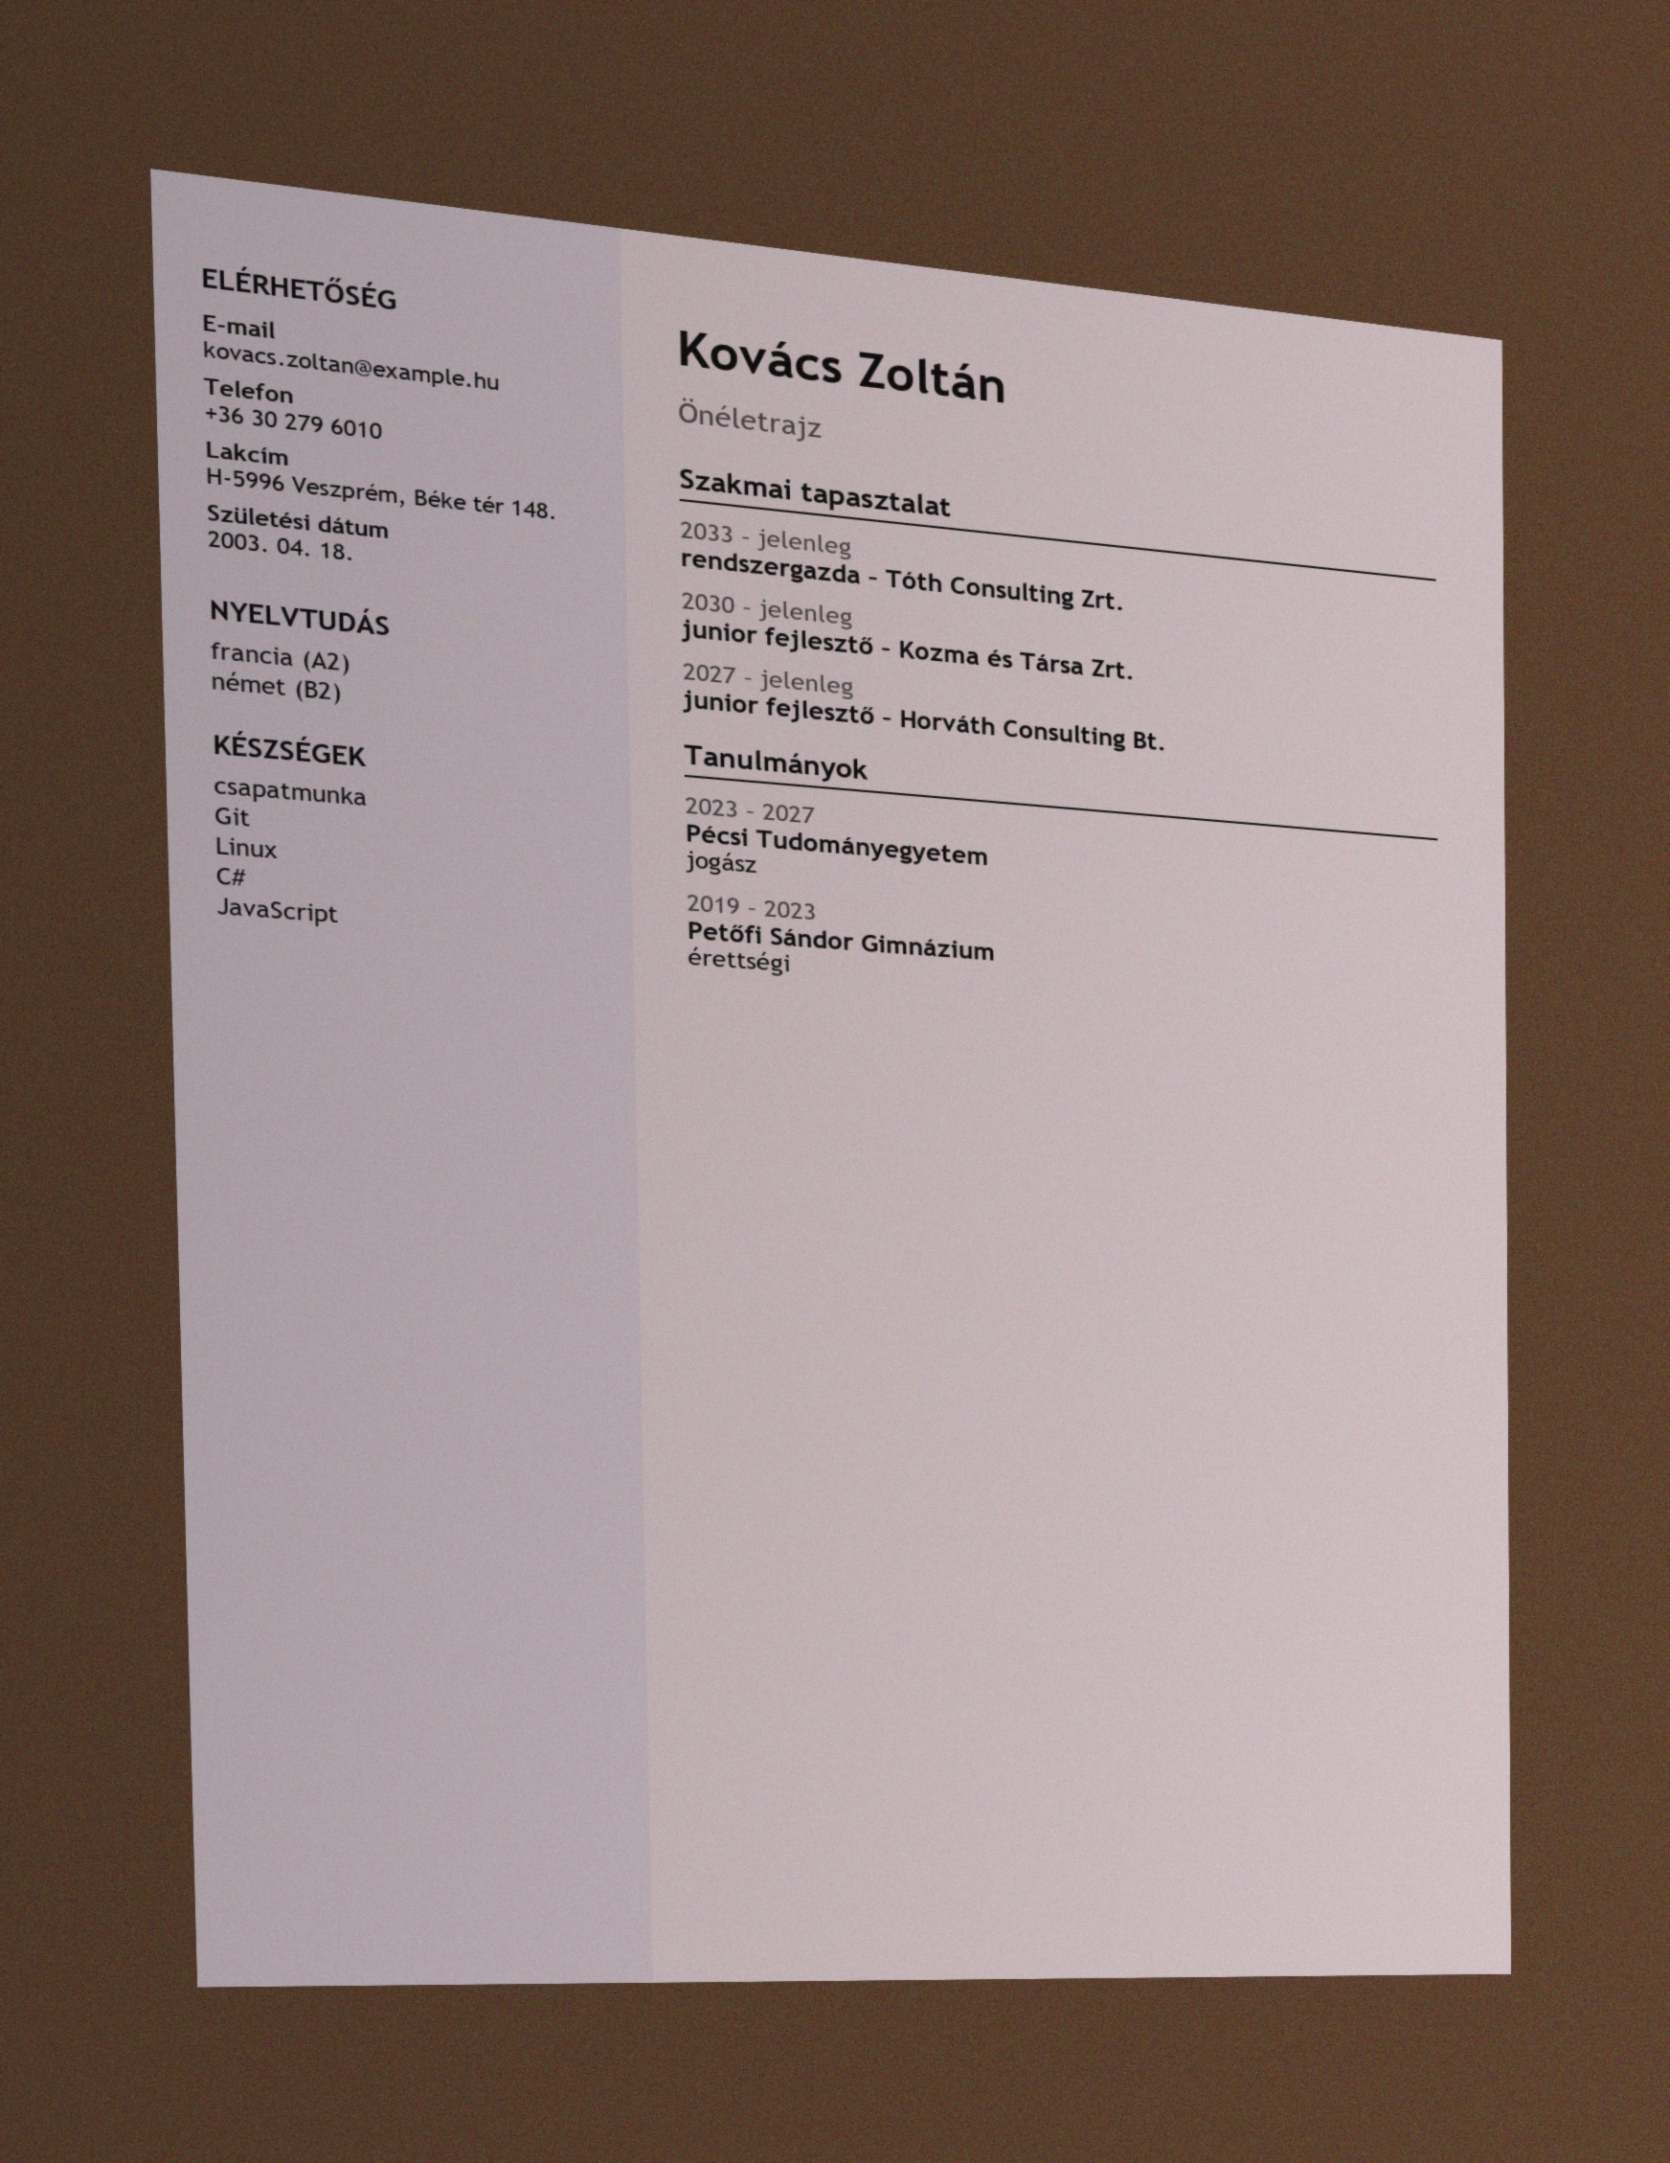 ELÉRHETŐSÉG
E-mail
kovacs.zoltan@example.hu
Telefon
+36 30 279 6010
Lakcím
H-5996 Veszprém, Béke tér 148.
Születési dátum
2003. 04. 18.
NYELVTUDÁS
francia (A2)
német (B2)
KÉSZSÉGEK
csapatmunka
Git
Linux
C#
JavaScript
Kovács Zoltán
Önéletrajz
Szakmai tapasztalat
2033 - jelenleg
rendszergazda - Tóth Consulting Zrt.
2030 - jelenleg
junior fejlesztő - Kozma és Társa Zrt.
2027 - jelenleg
junior fejlesztő - Horváth Consulting Bt.
Tanulmányok
2023 - 2027
Pécsi Tudományegyetem
jogász
2019 - 2023
Petőfi Sándor Gimnázium
érettségi